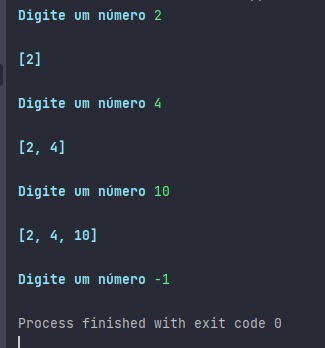 Digite um número 2
[2]
Digite um número 4
[2, 4]
Digite um número 10
[2, 4, 10]
Digite um número -1
Process finished with exit code 0